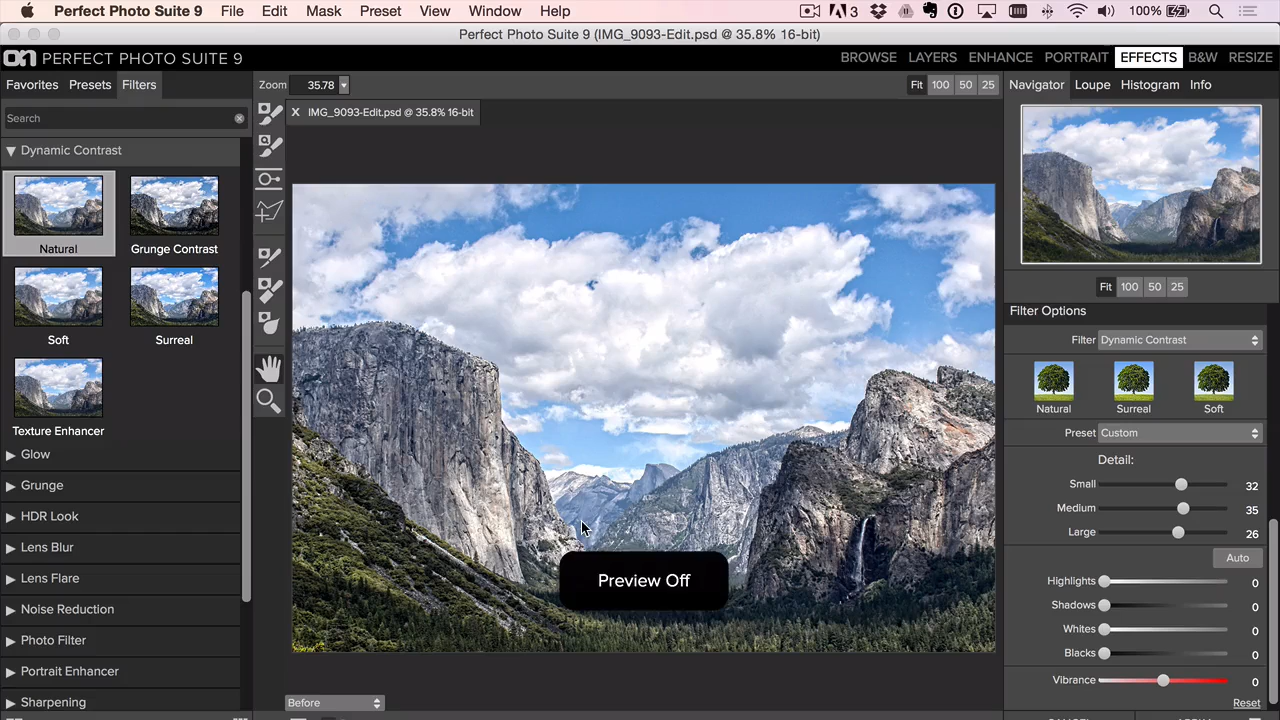 Perfect Photo Suite 9 File Edit Mask Preset View Window Help 3 100%
Perfect Photo Suite 9 (IMG_9093-Edit.psd @ 35.8% 16-bit)
on PERFECT PHOTO SUITE 9 BROWSE LAYERS ENHANCE PORTRAIT EFFECTS B&W RESIZE
Favorites Presets Filters Zoom 35.78 Fit 100 50 25 Navigator Loupe Histogram Info
Search
X IMG_9093-Edit.psd @ 35.8% 16-bit
Dynamic Contrast
Natural Grunge Contrast
Soft Surreal
Texture Enhancer
Glow
Grunge
HDR Look
Lens Blur
Lens Flare
Noise Reduction
Photo Filter
Portrait Enhancer
Sharpening
Preview Off
Before
Fit 100 50 25
Filter Options
Filter Dynamic Contrast
Natural Surreal Soft
Preset Custom
Detail:
Small 32
Medium 35
Large 26
Auto
Highlights 0
Shadows 0
Whites 0
Blacks 0
Vibrance 0
Reset